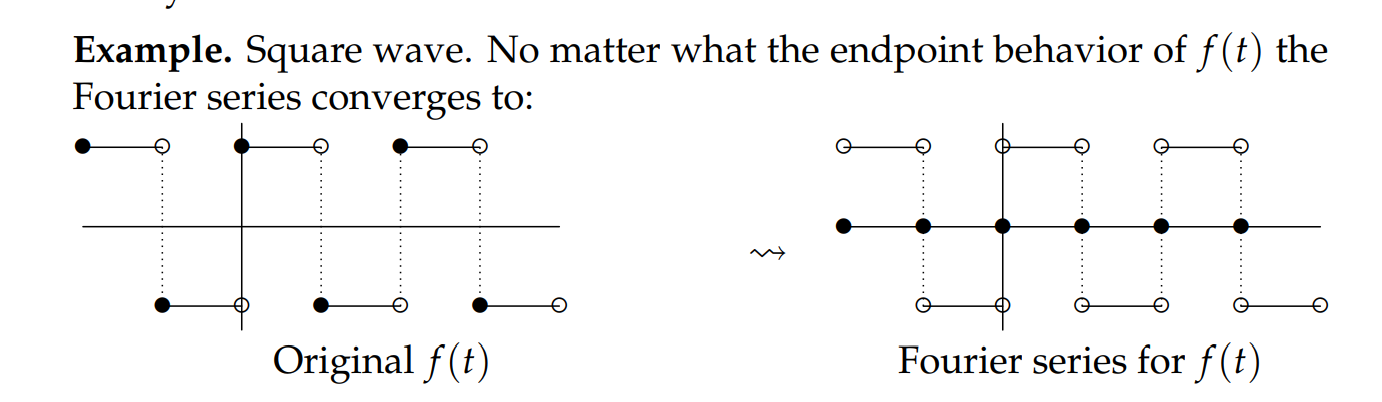 Example. Square wave. No matter what the endpoint behavior of f(t) the
Fourier series converges to:
Original f(t)
Fourier series for f(t)